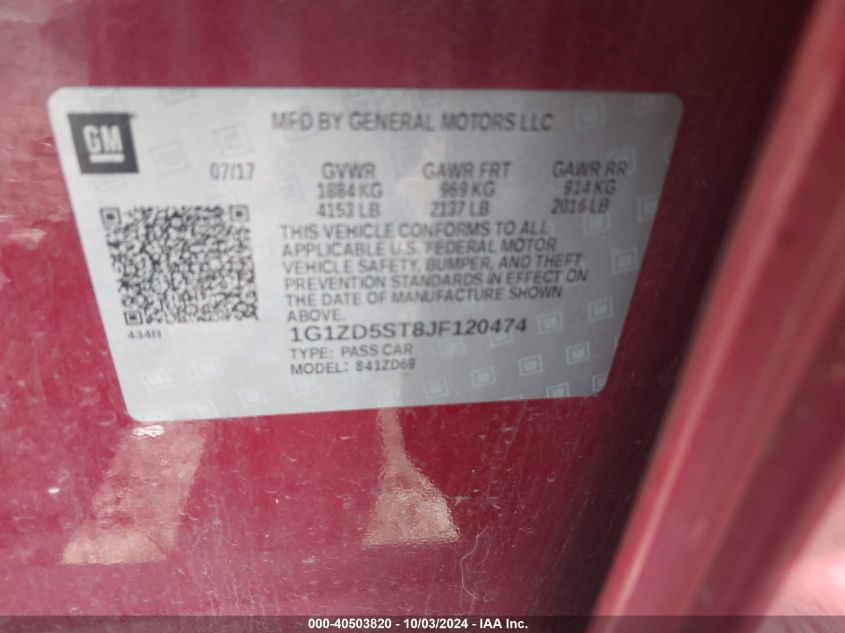 GM
MFD BY GENERAL MOTORS LLC
07/17 GVWR GAWR FRT GAWR RR
1884 KG 969 KG 914 KG
4153 LB 2137 LB 2016 LB
THIS VEHICLE CONFORMS TO ALL
APPLICABLE U.S. FEDERAL MOTOR
VEHICLE SAFETY, BUMPER, AND THEFT
PREVENTION STANDARDS IN EFFECT ON
THE DATE OF MANUFACTURE SHOWN
ABOVE.
434B
1G1ZD5ST8JF120474
TYPE: PASS CAR
MODEL: 841ZD69
000-40503820 - 10/03/2024 - IAA Inc.